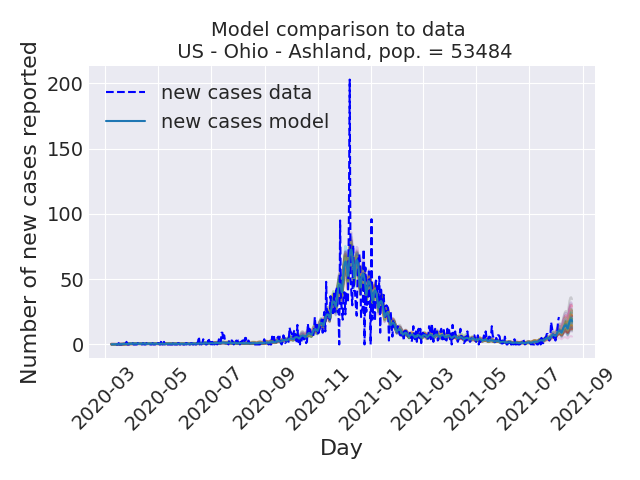 Model comparison to data
US - Ohio - Ashland, pop. = 53484
Number of new cases reported
200
150
100
50
0
new cases data
new cases model
2020-03
2020-05
2020-07
2020-09
2020-11
2021-01
2021-03
2021-05
2021-07
2021-09
Day